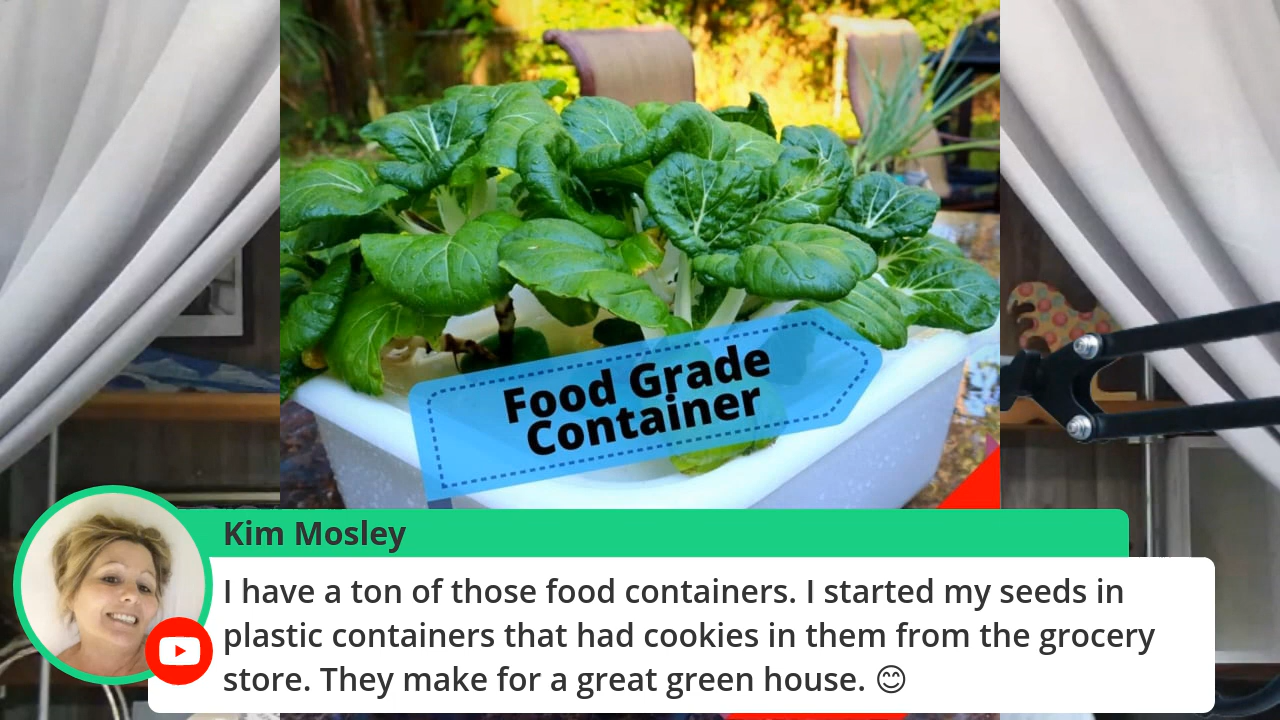 Food Grade
Container
Kim Mosley
I have a ton of those food containers. I started my seeds in
plastic containers that had cookies in them from the grocery
store. They make for a great green house. 😊